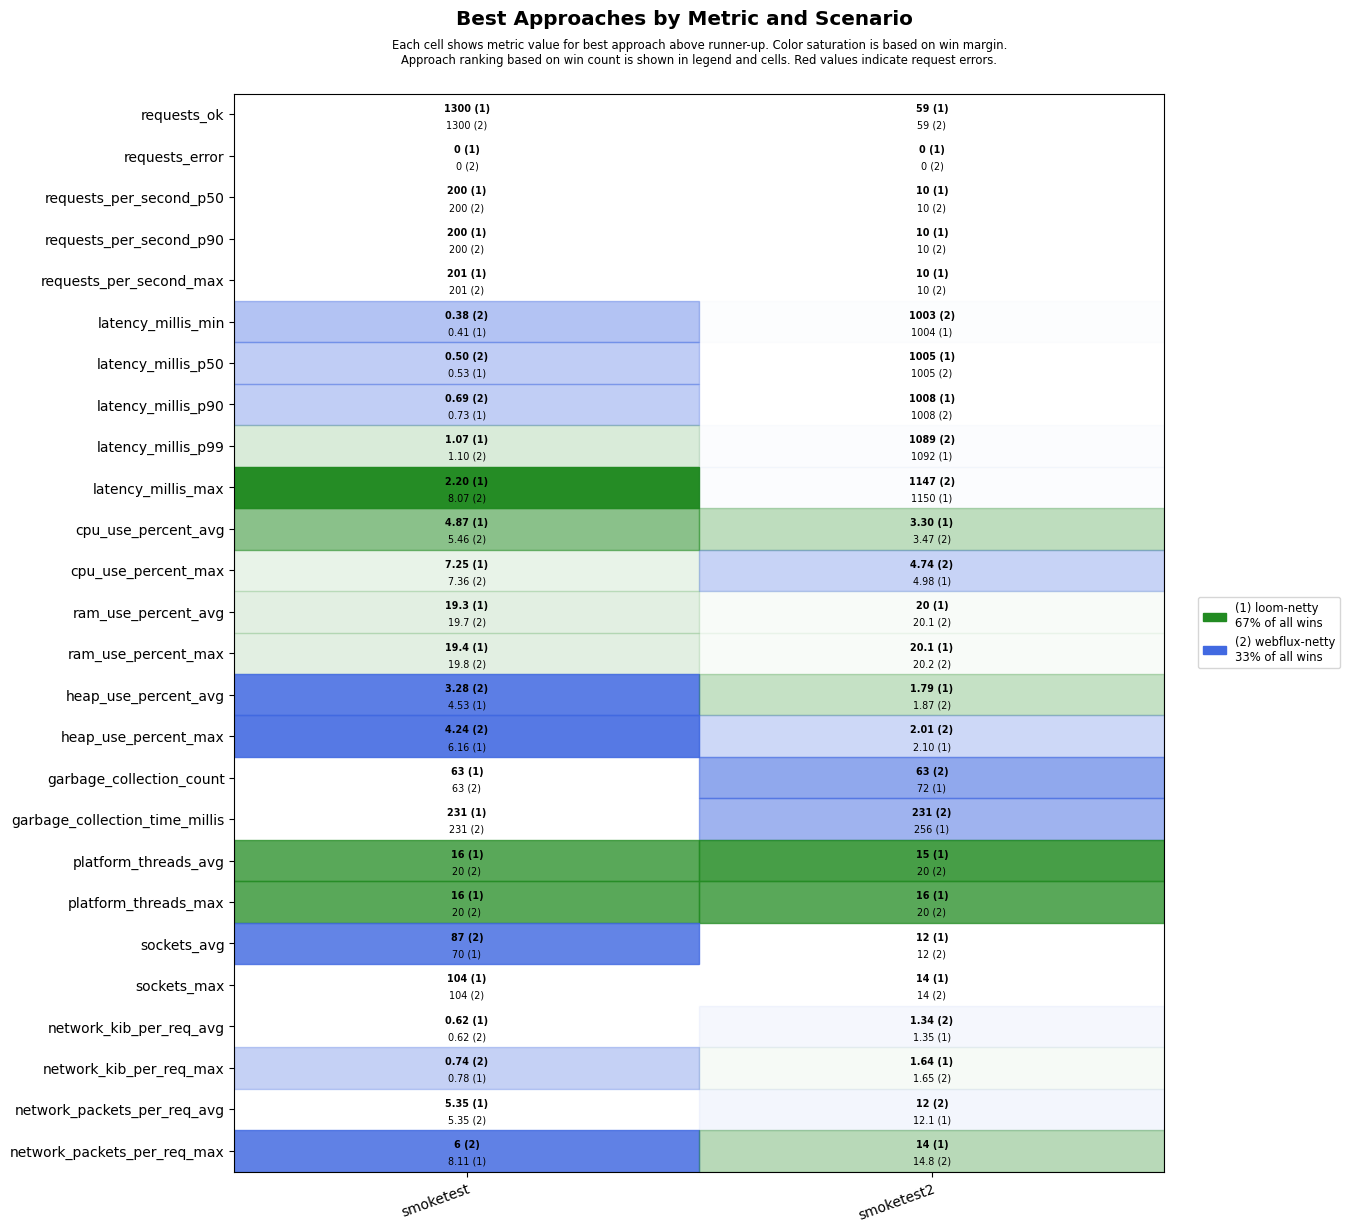 Best Approaches by Metric and Scenario
Each cell shows metric value for best approach above runner-up. Color saturation is based on win margin.
Approach ranking based on win count is shown in legend and cells. Red values indicate request errors.
requests_ok
1300 (1)
1300 (2)
59 (1)
59 (2)
requests_error
0 (1)
0 (2)
0 (1)
0 (2)
requests_per_second_p50
200 (1)
200 (2)
10 (1)
10 (2)
requests_per_second_p90
200 (1)
200 (2)
10 (1)
10 (2)
requests_per_second_max
201 (1)
201 (2)
10 (1)
10 (2)
latency_millis_min
0.38 (2)
0.41 (1)
1003 (2)
1004 (1)
latency_millis_p50
0.50 (2)
0.53 (1)
1005 (1)
1005 (2)
latency_millis_p90
0.69 (2)
0.73 (1)
1008 (1)
1008 (2)
latency_millis_p99
1.07 (1)
1.10 (2)
1089 (2)
1092 (1)
latency_millis_max
2.20 (1)
8.07 (2)
1147 (2)
1150 (1)
cpu_use_percent_avg
4.87 (1)
5.46 (2)
3.30 (1)
3.47 (2)
cpu_use_percent_max
7.25 (1)
7.36 (2)
4.74 (2)
4.98 (1)
ram_use_percent_avg
19.3 (1)
19.7 (2)
20 (1)
20.1 (2)
ram_use_percent_max
19.4 (1)
19.8 (2)
20.1 (1)
20.2 (2)
heap_use_percent_avg
3.28 (2)
4.53 (1)
1.79 (1)
1.87 (2)
heap_use_percent_max
4.24 (2)
6.16 (1)
2.01 (2)
2.10 (1)
garbage_collection_count
63 (1)
63 (2)
63 (2)
72 (1)
garbage_collection_time_millis
231 (1)
231 (2)
231 (2)
256 (1)
platform_threads_avg
16 (1)
20 (2)
15 (1)
20 (2)
platform_threads_max
16 (1)
20 (2)
16 (1)
20 (2)
sockets_avg
87 (2)
70 (1)
12 (1)
12 (2)
sockets_max
104 (1)
104 (2)
14 (1)
14 (2)
network_kib_per_req_avg
0.62 (1)
0.62 (2)
1.34 (2)
1.35 (1)
network_kib_per_req_max
0.74 (2)
0.78 (1)
1.64 (1)
1.65 (2)
network_packets_per_req_avg
5.35 (1)
5.35 (2)
12 (2)
12.1 (1)
network_packets_per_req_max
6 (2)
8.11 (1)
14 (1)
14.8 (2)
smoketest
smoketest2
(1) loom-netty
67% of all wins
(2) webflux-netty
33% of all wins